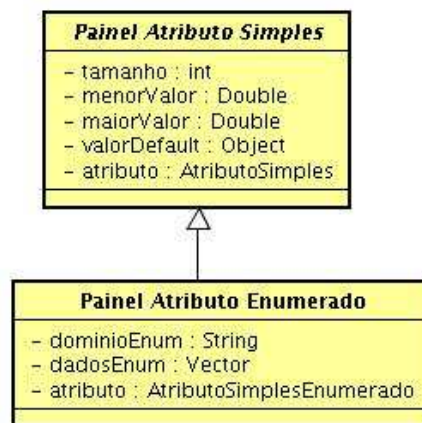 Painel Atributo Simples
- tamanho : int
- menorValor : Double
- maiorValor : Double
- valorDefault : Object
- atributo : AtributoSimples
Painel Atributo Enumerado
- dominioEnum : String
- dadosEnum : Vector
- atributo : AtributoSimplesEnumerado